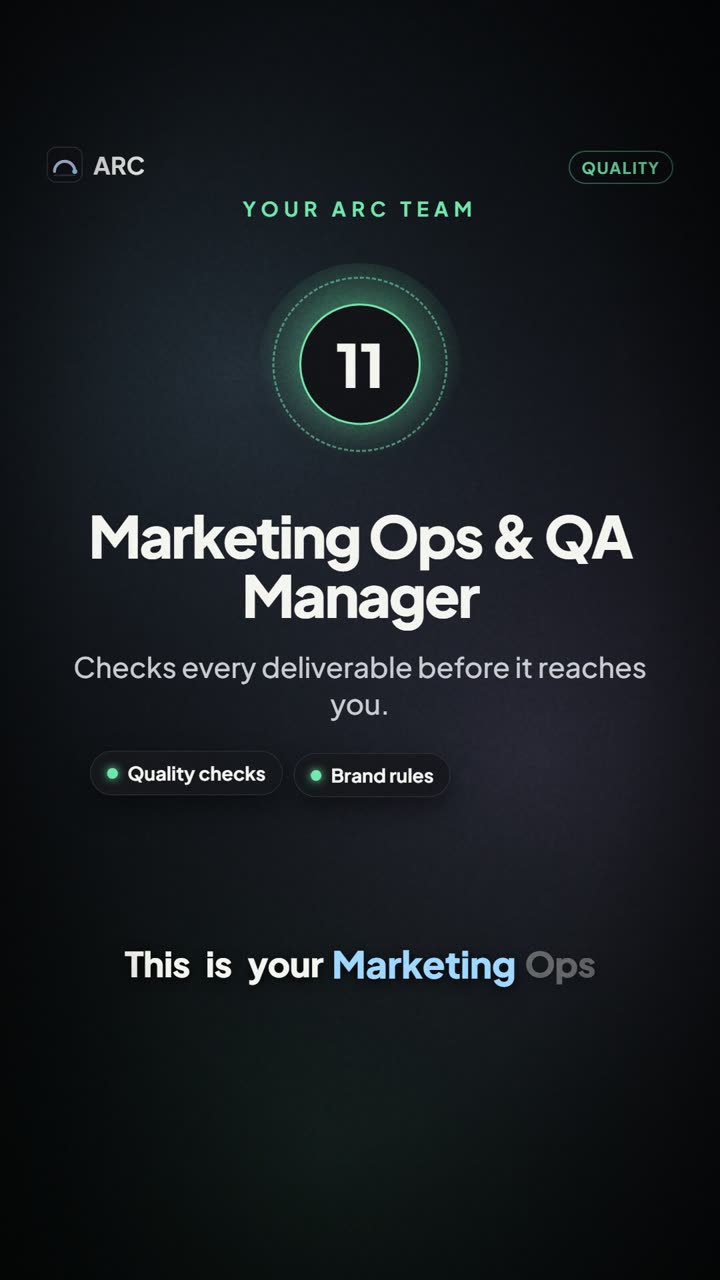 ARC
QUALITY
YOUR ARC TEAM
11
Marketing Ops & QA
Manager
Checks every deliverable before it reaches
you.
Quality checks
Brand rules
This is your Marketing Ops